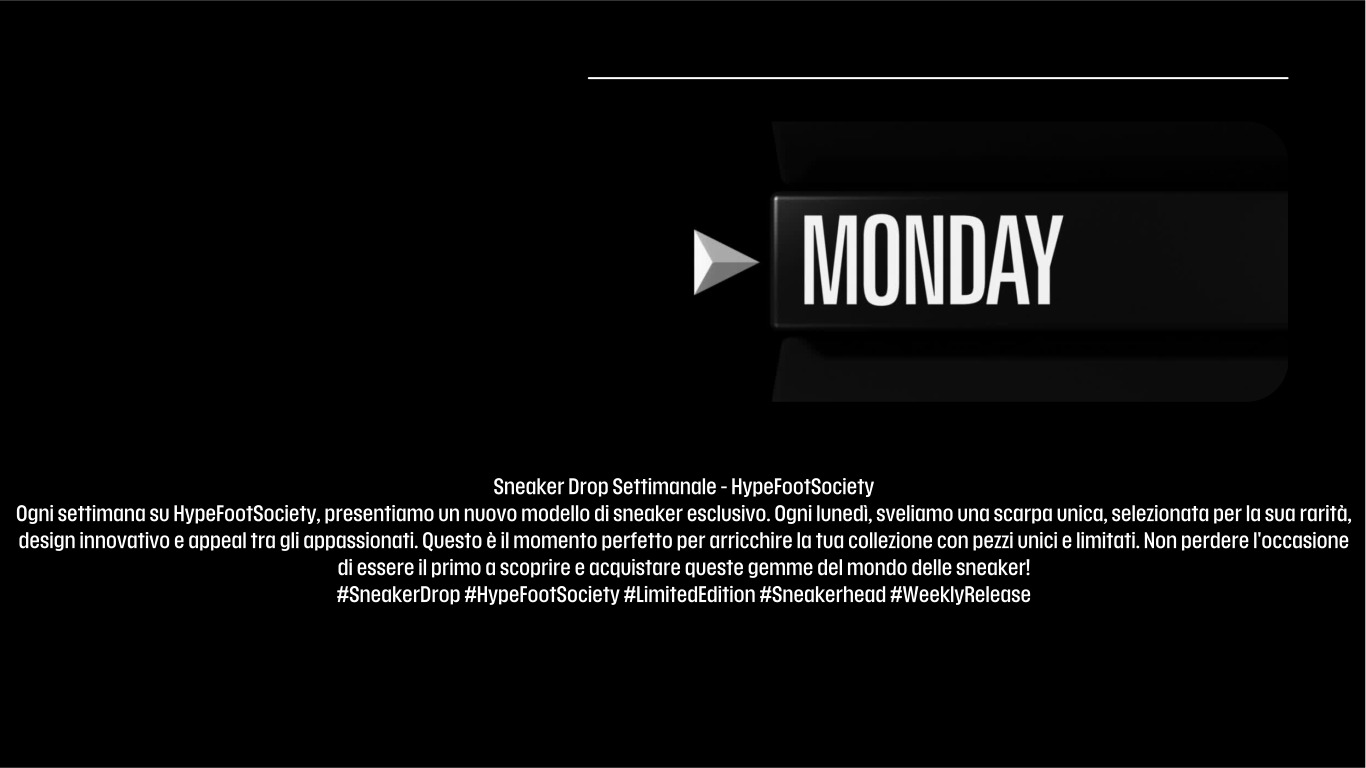 MONDAY
Sneaker Drop Settimanale - HypeFootSociety
Ogni settimana su HypeFootSociety, presentiamo un nuovo modello di sneaker esclusivo. Ogni lunedì, sveliamo una scarpa unica, selezionata per la sua rarità,
design innovativo e appeal tra gli appassionati. Questo è il momento perfetto per arricchire la tua collezione con pezzi unici e limitati. Non perdere l'occasione
di essere il primo a scoprire e acquistare queste gemme del mondo delle sneaker!
#SneakerDrop #HypeFootSociety #LimitedEdition #Sneakerhead #WeeklyRelease